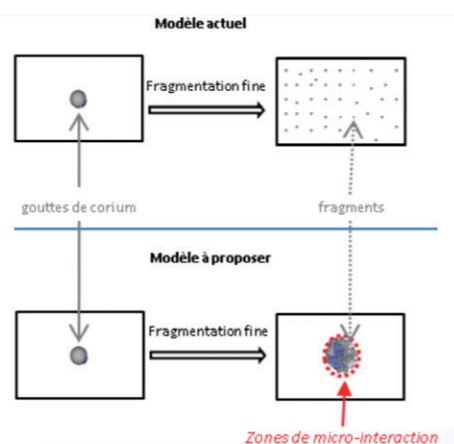 Modèle actuel
Fragmentation fine
gouttes de corium
fragments
Modèle à proposer
Fragmentation fine
Zones de micro-interaction